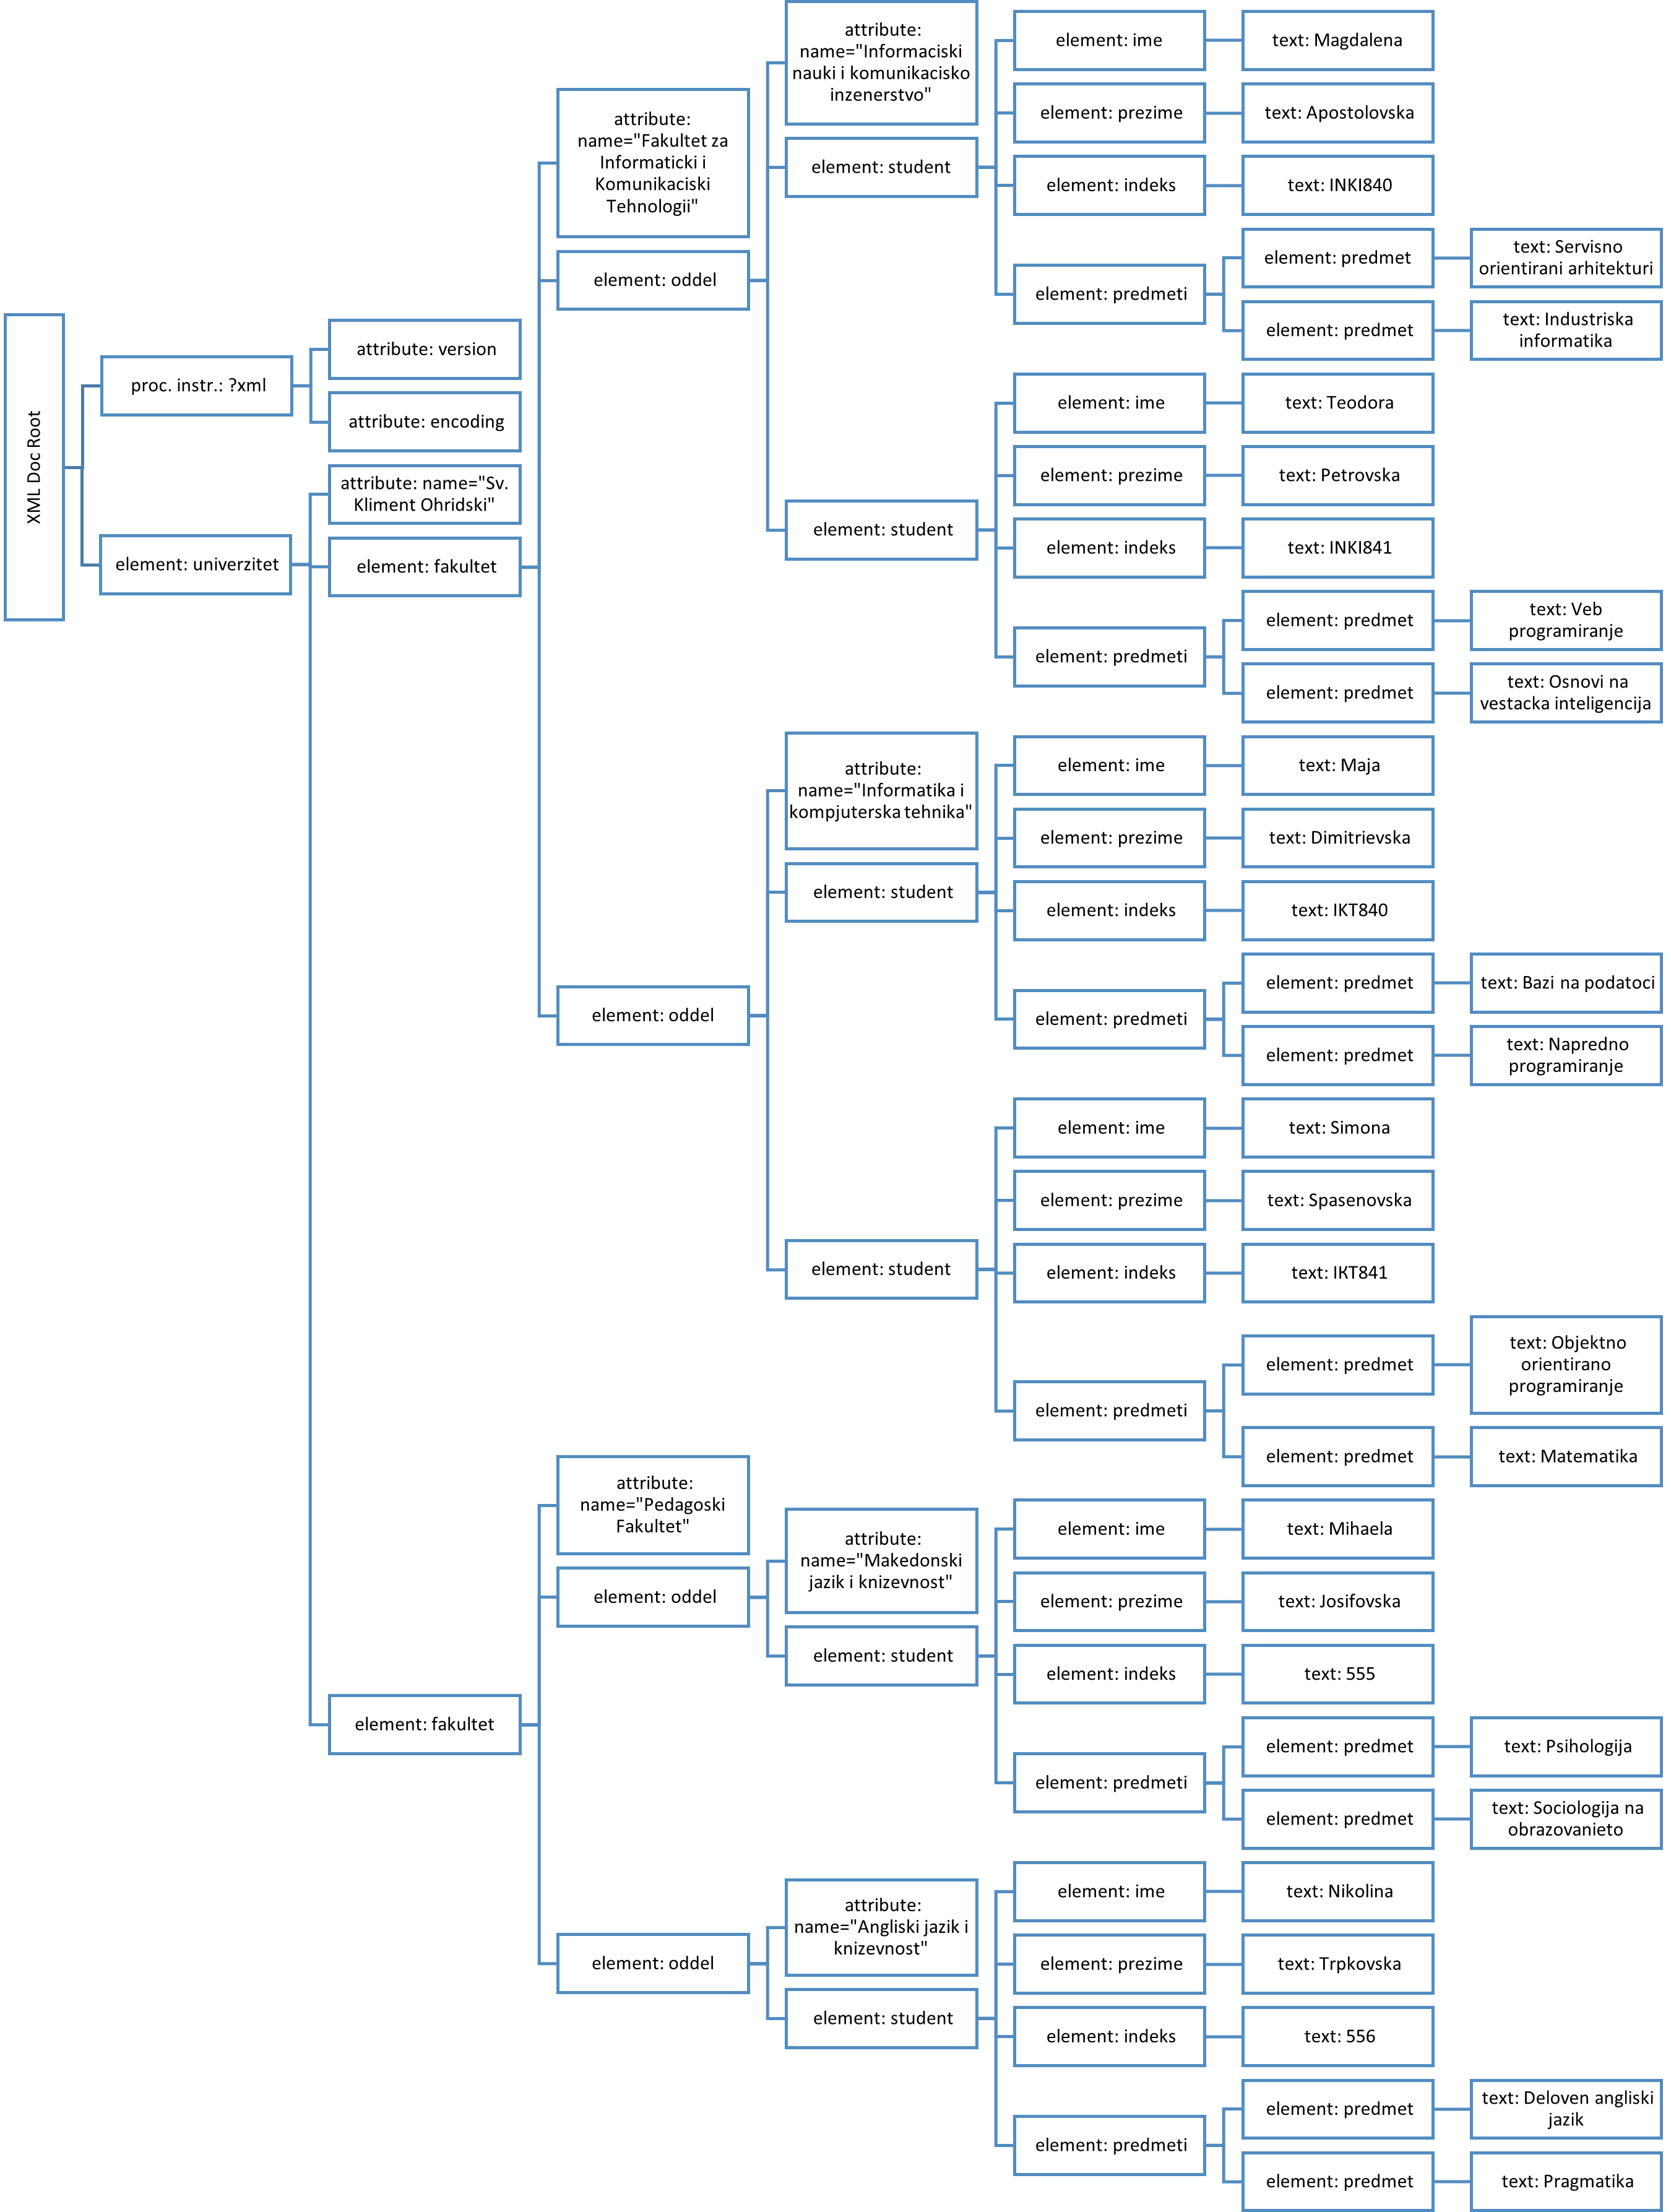 XML Doc Root
proc. instr.: ?xml
attribute: version
attribute: encoding
element: univerzitet
attribute: name="Sv.
Kliment Ohridski"
element: fakultet
attribute:
name="Fakultet za
Informaticki i
Komunikaciski
Tehnologii"
element: oddel
attribute:
name="Informaciski
nauki i komunikacisko
inzenerstvo"
element: student
element: ime
text: Magdalena
element: prezime
text: Apostolovska
element: indeks
text: INKI840
element: predmeti
element: predmet
text: Servisno
orientirani arhitekturi
element: predmet
text: Industriska
informatika
element: student
element: ime
text: Teodora
element: prezime
text: Petrovska
element: indeks
text: INKI841
element: predmeti
element: predmet
text: Veb
programiranje
element: predmet
text: Osnovi na
vestacka inteligencija
element: oddel
attribute:
name="Informatika i
kompjuterska tehnika"
element: student
element: ime
text: Maja
element: prezime
text: Dimitrievska
element: indeks
text: IKT840
element: predmeti
element: predmet
text: Bazi na podatoci
element: predmet
text: Napredno
programiranje
element: student
element: ime
text: Simona
element: prezime
text: Spasenovska
element: indeks
text: IKT841
element: predmeti
element: predmet
text: Objektno
orientirano
programiranje
element: predmet
text: Matematika
element: fakultet
attribute:
name="Pedagoski
Fakultet"
element: oddel
attribute:
name="Makedonski
jazik i knizevnost"
element: student
element: ime
text: Mihaela
element: prezime
text: Josifovska
element: indeks
text: 555
element: predmeti
element: predmet
text: Psihologija
element: predmet
text: Sociologija na
obrazovanieto
element: oddel
attribute:
name="Angliski jazik i
knizevnost"
element: student
element: ime
text: Nikolina
element: prezime
text: Trpkovska
element: indeks
text: 556
element: predmeti
element: predmet
text: Deloven angliski
jazik
element: predmet
text: Pragmatika